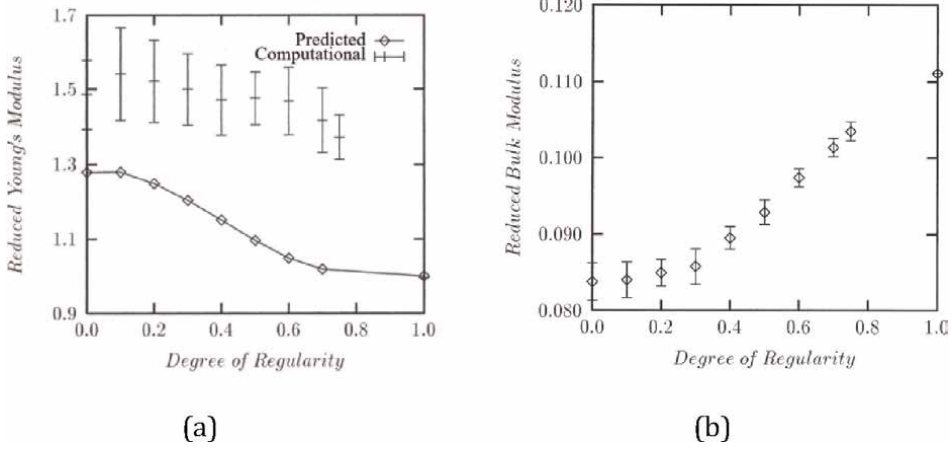 1.7
1.5
1.3
1.1
0.9
Reduced Young's Modulus
Predicted
Computational
0.0 0.2 0.4 0.6 0.8 1.0
Degree of Regularity
(a)
0.120
0.110
0.100
0.090
0.080
Reduced Bulk Modulus
0.0 0.2 0.4 0.6 0.8 1.0
Degree of Regularity
(b)